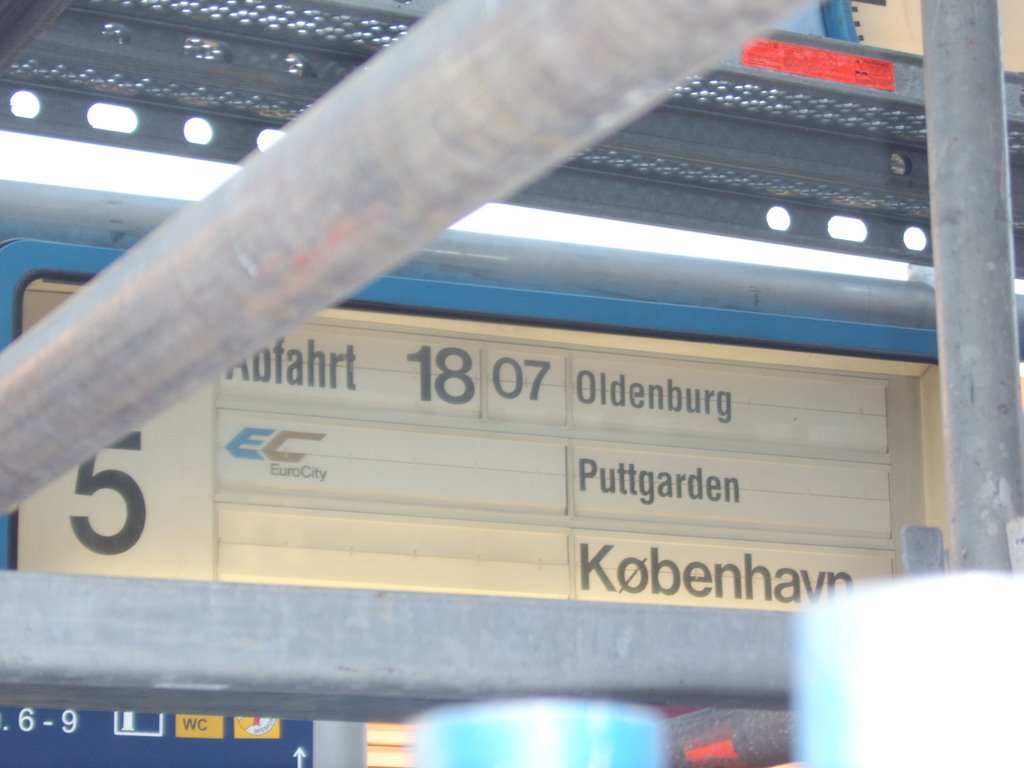 Abfahrt 18 07 Oldenburg
EC
EuroCity
Puttgarden
5
København
6-9
WC